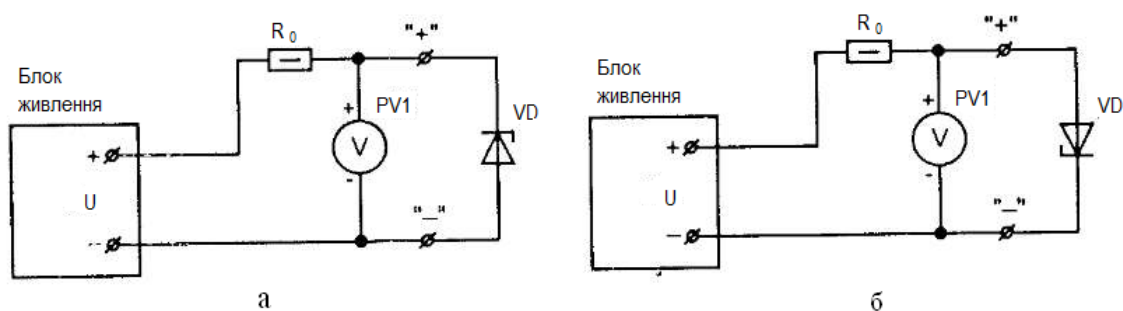 Блок
живлення
+
U
-
R 0
"+"
+
PV1
V
-
VD
"_"
а
Блок
живлення
+
U
-
R 0
"+"
+
PV1
V
-
VD
"_"
б